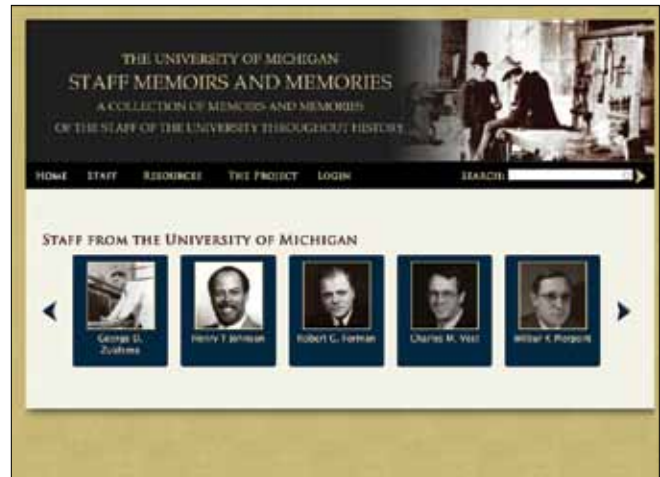 THE UNIVERSITY OF MICHIGAN
STAFF MEMOIRS AND MEMORIES
A COLLECTION OF MEMOIRS AND MEMORIES
OF THE STAFF OF THE UNIVERSITY THROUGHOUT HISTORY
HOME STAFF RESOURCES THE PROJECT LOGIN SEARCH:
STAFF FROM THE UNIVERSITY OF MICHIGAN
George D. Henry T Johnson Robert G. Forman Charles M. Vest Wilbur K Pierpont